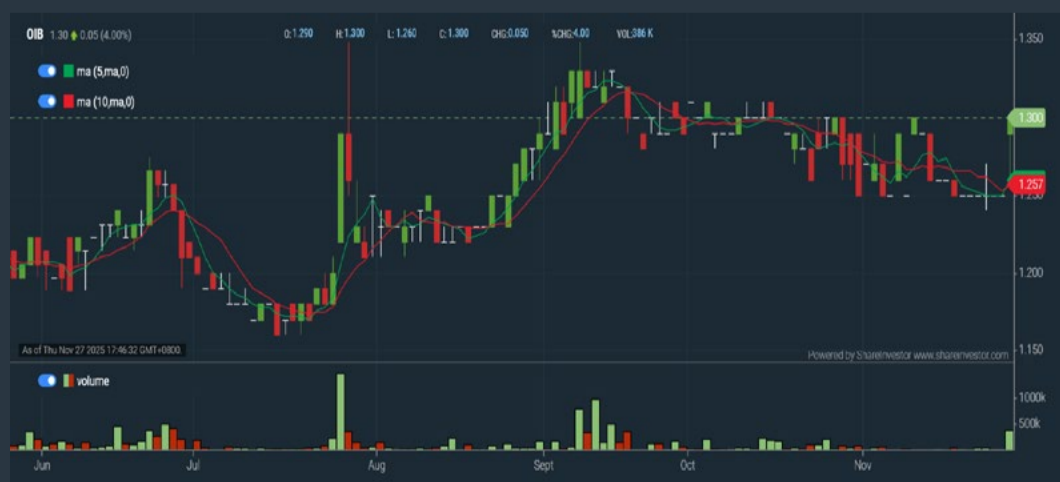 OIB 1.30 0.05 (4.00%) O:1.290 H:1.300 L:1.260 C:1.300 CHG:0.050 %CHG:4.00 VOL:386 K
ma (5,ma,0)
ma (10,ma,0)
1.350
1.300
1.257
1.250
1.200
1.150
As of Thu Nov 27 2025 17:46:32 GMT+0800
Powered by ShareInvestor www.shareinvestor.com
volume
1000k
500k
Jun Jul Aug Sept Oct Nov